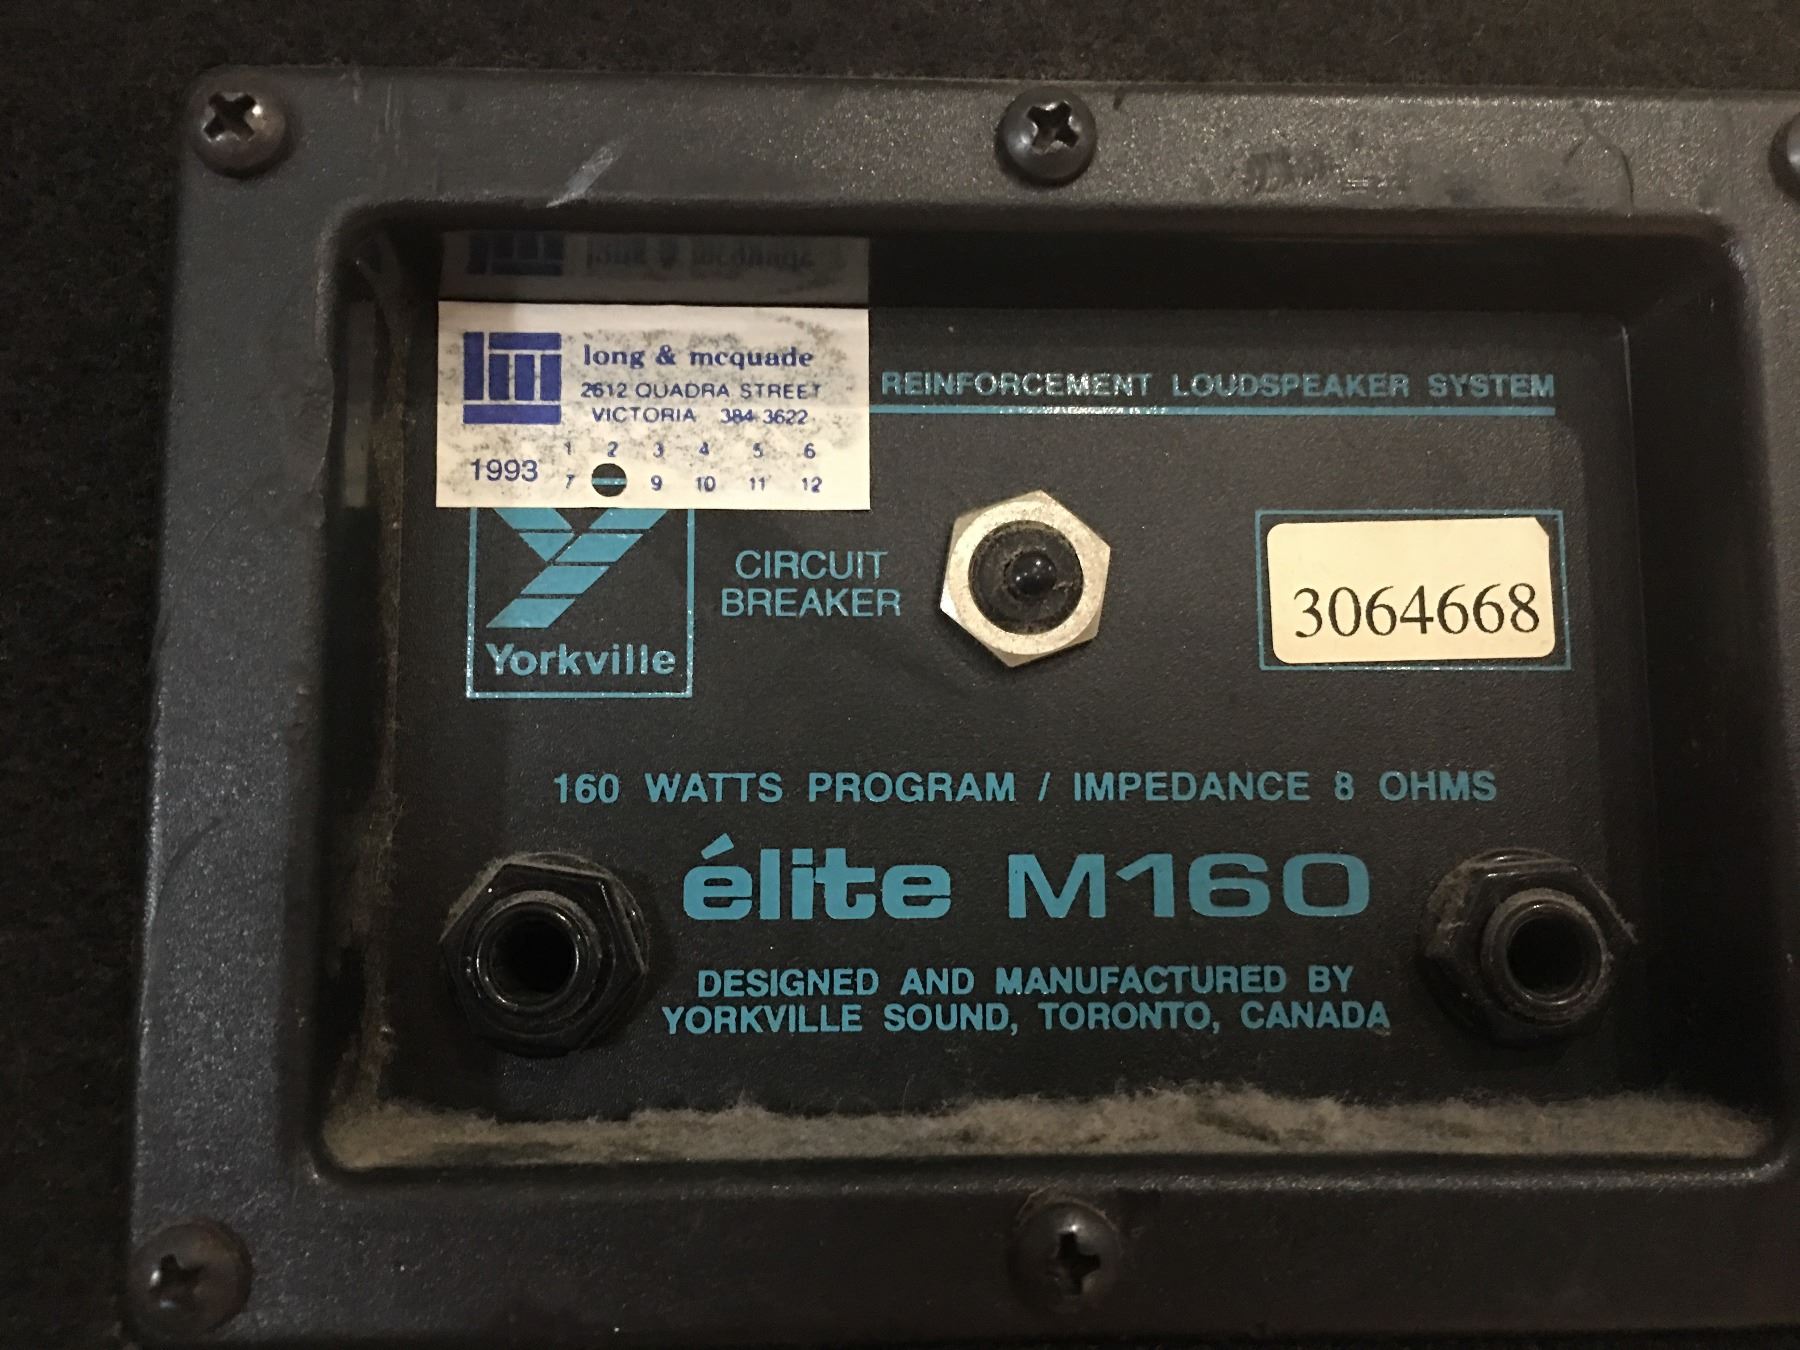 long & mcquade
2612 QUADRA STREET
VICTORIA 384-3622
1 2 3 4 5 6
1993 7 9 10 11 12
REINFORCEMENT LOUDSPEAKER SYSTEM
Yorkville
CIRCUIT
BREAKER
3064668
160 WATTS PROGRAM / IMPEDANCE 8 OHMS
élite M160
DESIGNED AND MANUFACTURED BY
YORKVILLE SOUND, TORONTO, CANADA